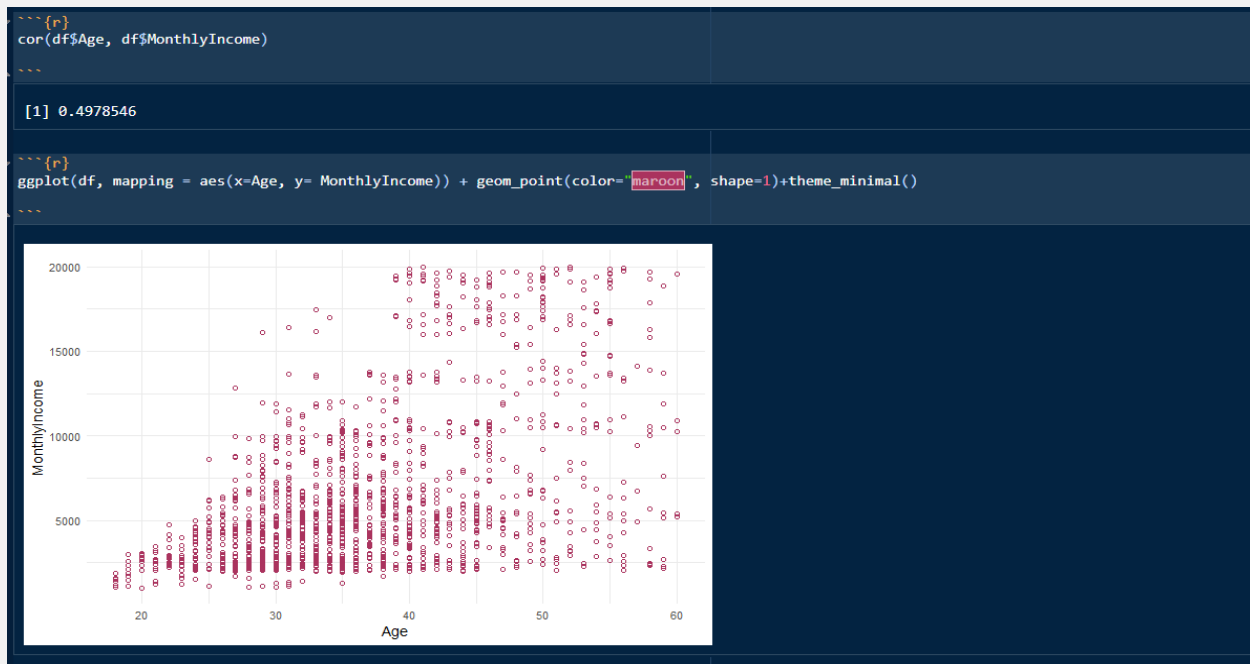 ```{r}
cor(df$Age, df$MonthlyIncome)
```
[1] 0.4978546
```{r}
ggplot(df, mapping = aes(x=Age, y= MonthlyIncome)) + geom_point(color="maroon", shape=1)+theme_minimal()
```
20000
15000
10000
5000
MonthlyIncome
20 30 40 50 60
Age